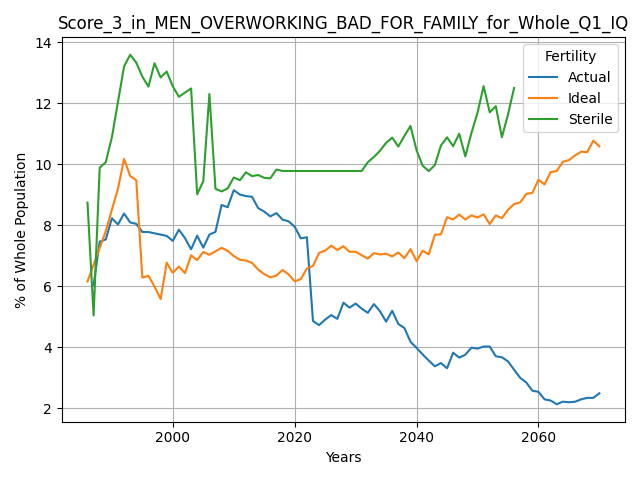 Score_3_in_MEN_OVERWORKING_BAD_FOR_FAMILY_for_Whole_Q1_IQ
14
12
10
8
6
4
2
% of Whole Population
Fertility
Actual
Ideal
Sterile
2000
2020
2040
2060
Years